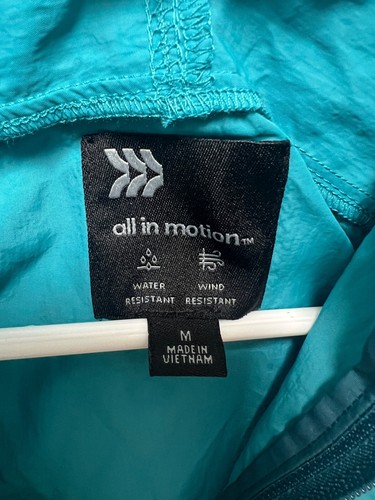 all in motion™
WATER WIND
RESISTANT RESISTANT
M
MADE IN
VIETNAM